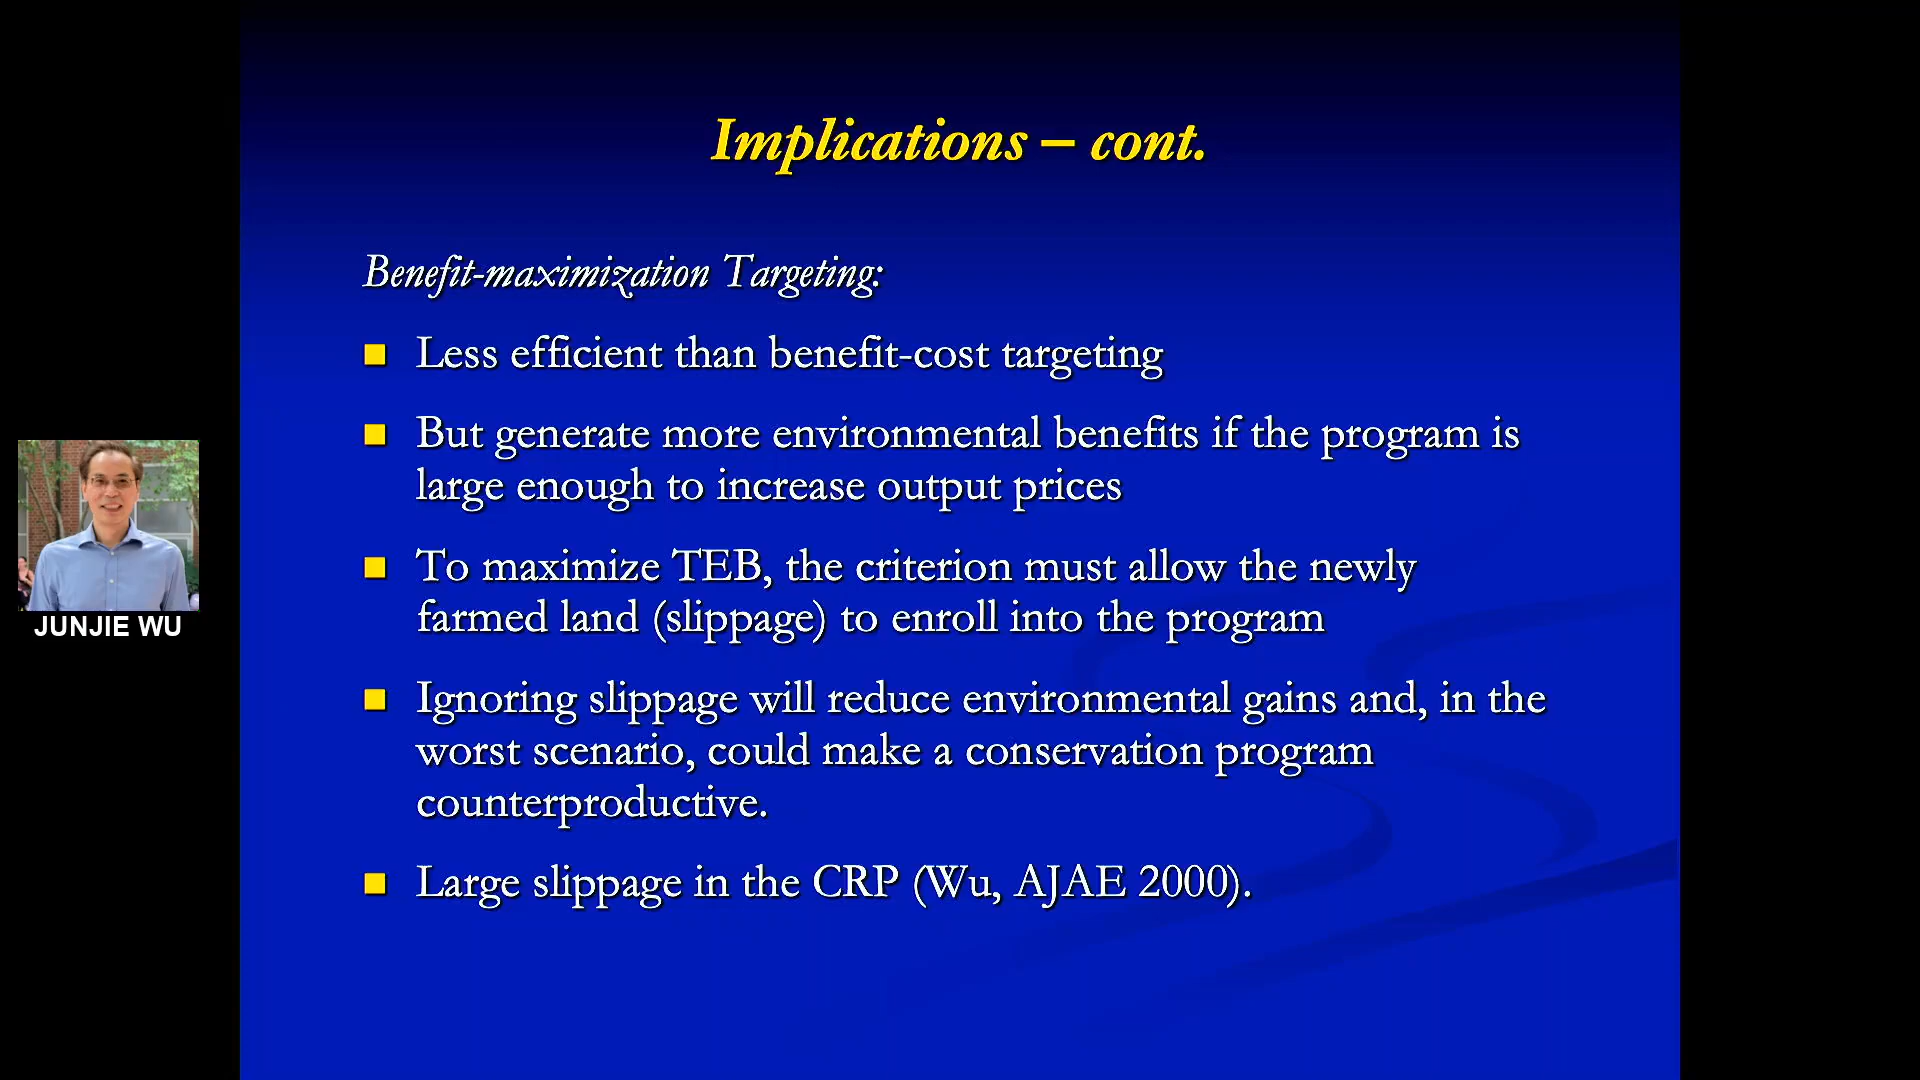 Implications – cont.
Benefit-maximization Targeting:
Less efficient than benefit-cost targeting
But generate more environmental benefits if the program is
large enough to increase output prices
To maximize TEB, the criterion must allow the newly
farmed land (slippage) to enroll into the program
Ignoring slippage will reduce environmental gains and, in the
worst scenario, could make a conservation program
counterproductive.
Large slippage in the CRP (Wu, AJAE 2000).
JUNJIE WU